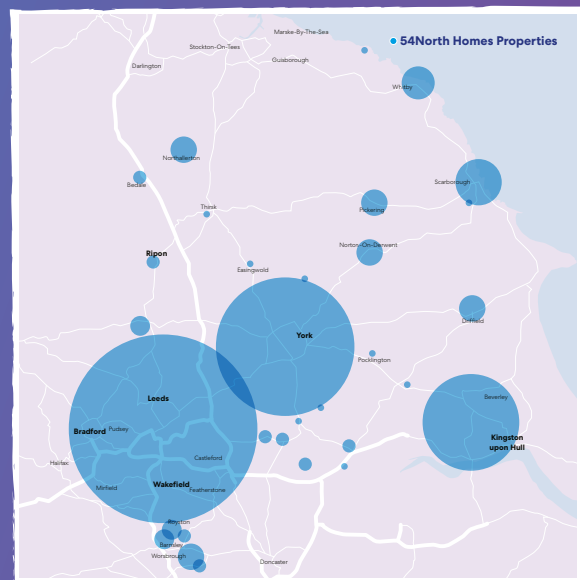 Marske-By-The-Sea
54North Homes Properties
Stockton-On-Tees
Guisborough
Darlington
Whitby
Northallerton
Bedale
Scarborough
Thirsk
Pickering
Norton-On-Derwent
Ripon
Easingwold
Driffield
York
Pocklington
Leeds
Beverley
Bradford
Pudsey
Kingston
upon Hull
Castleford
Halifax
Mirfield
Wakefield
Featherstone
Royston
Barnsley
Worsbrough
Doncaster